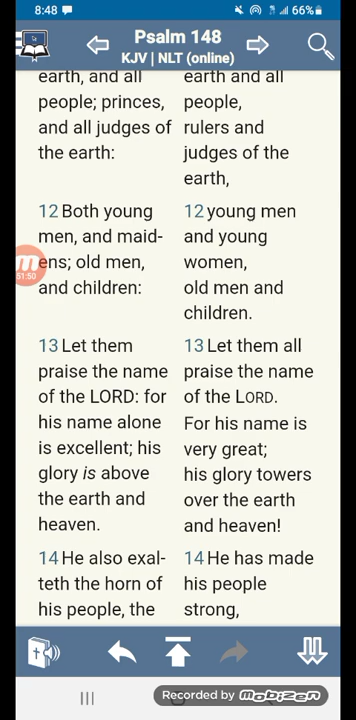 8:48
66%
Psalm 148
KJV | NLT (online)
earth, and all
people; princes,
and all judges of
the earth:
12 Both young
men, and maid-
ens; old men,
and children:
13 Let them
praise the name
of the LORD: for
his name alone
is excellent; his
glory is above
the earth and
heaven.
14 He also exal-
teth the horn of
his people, the
earth and all
people,
rulers and
judges of the
earth,
12 young men
and young
women,
old men and
children.
13 Let them all
praise the name
of the LORD.
For his name is
very great;
his glory towers
over the earth
and heaven!
14 He has made
his people
strong,
m
51:50
Recorded by mobizen